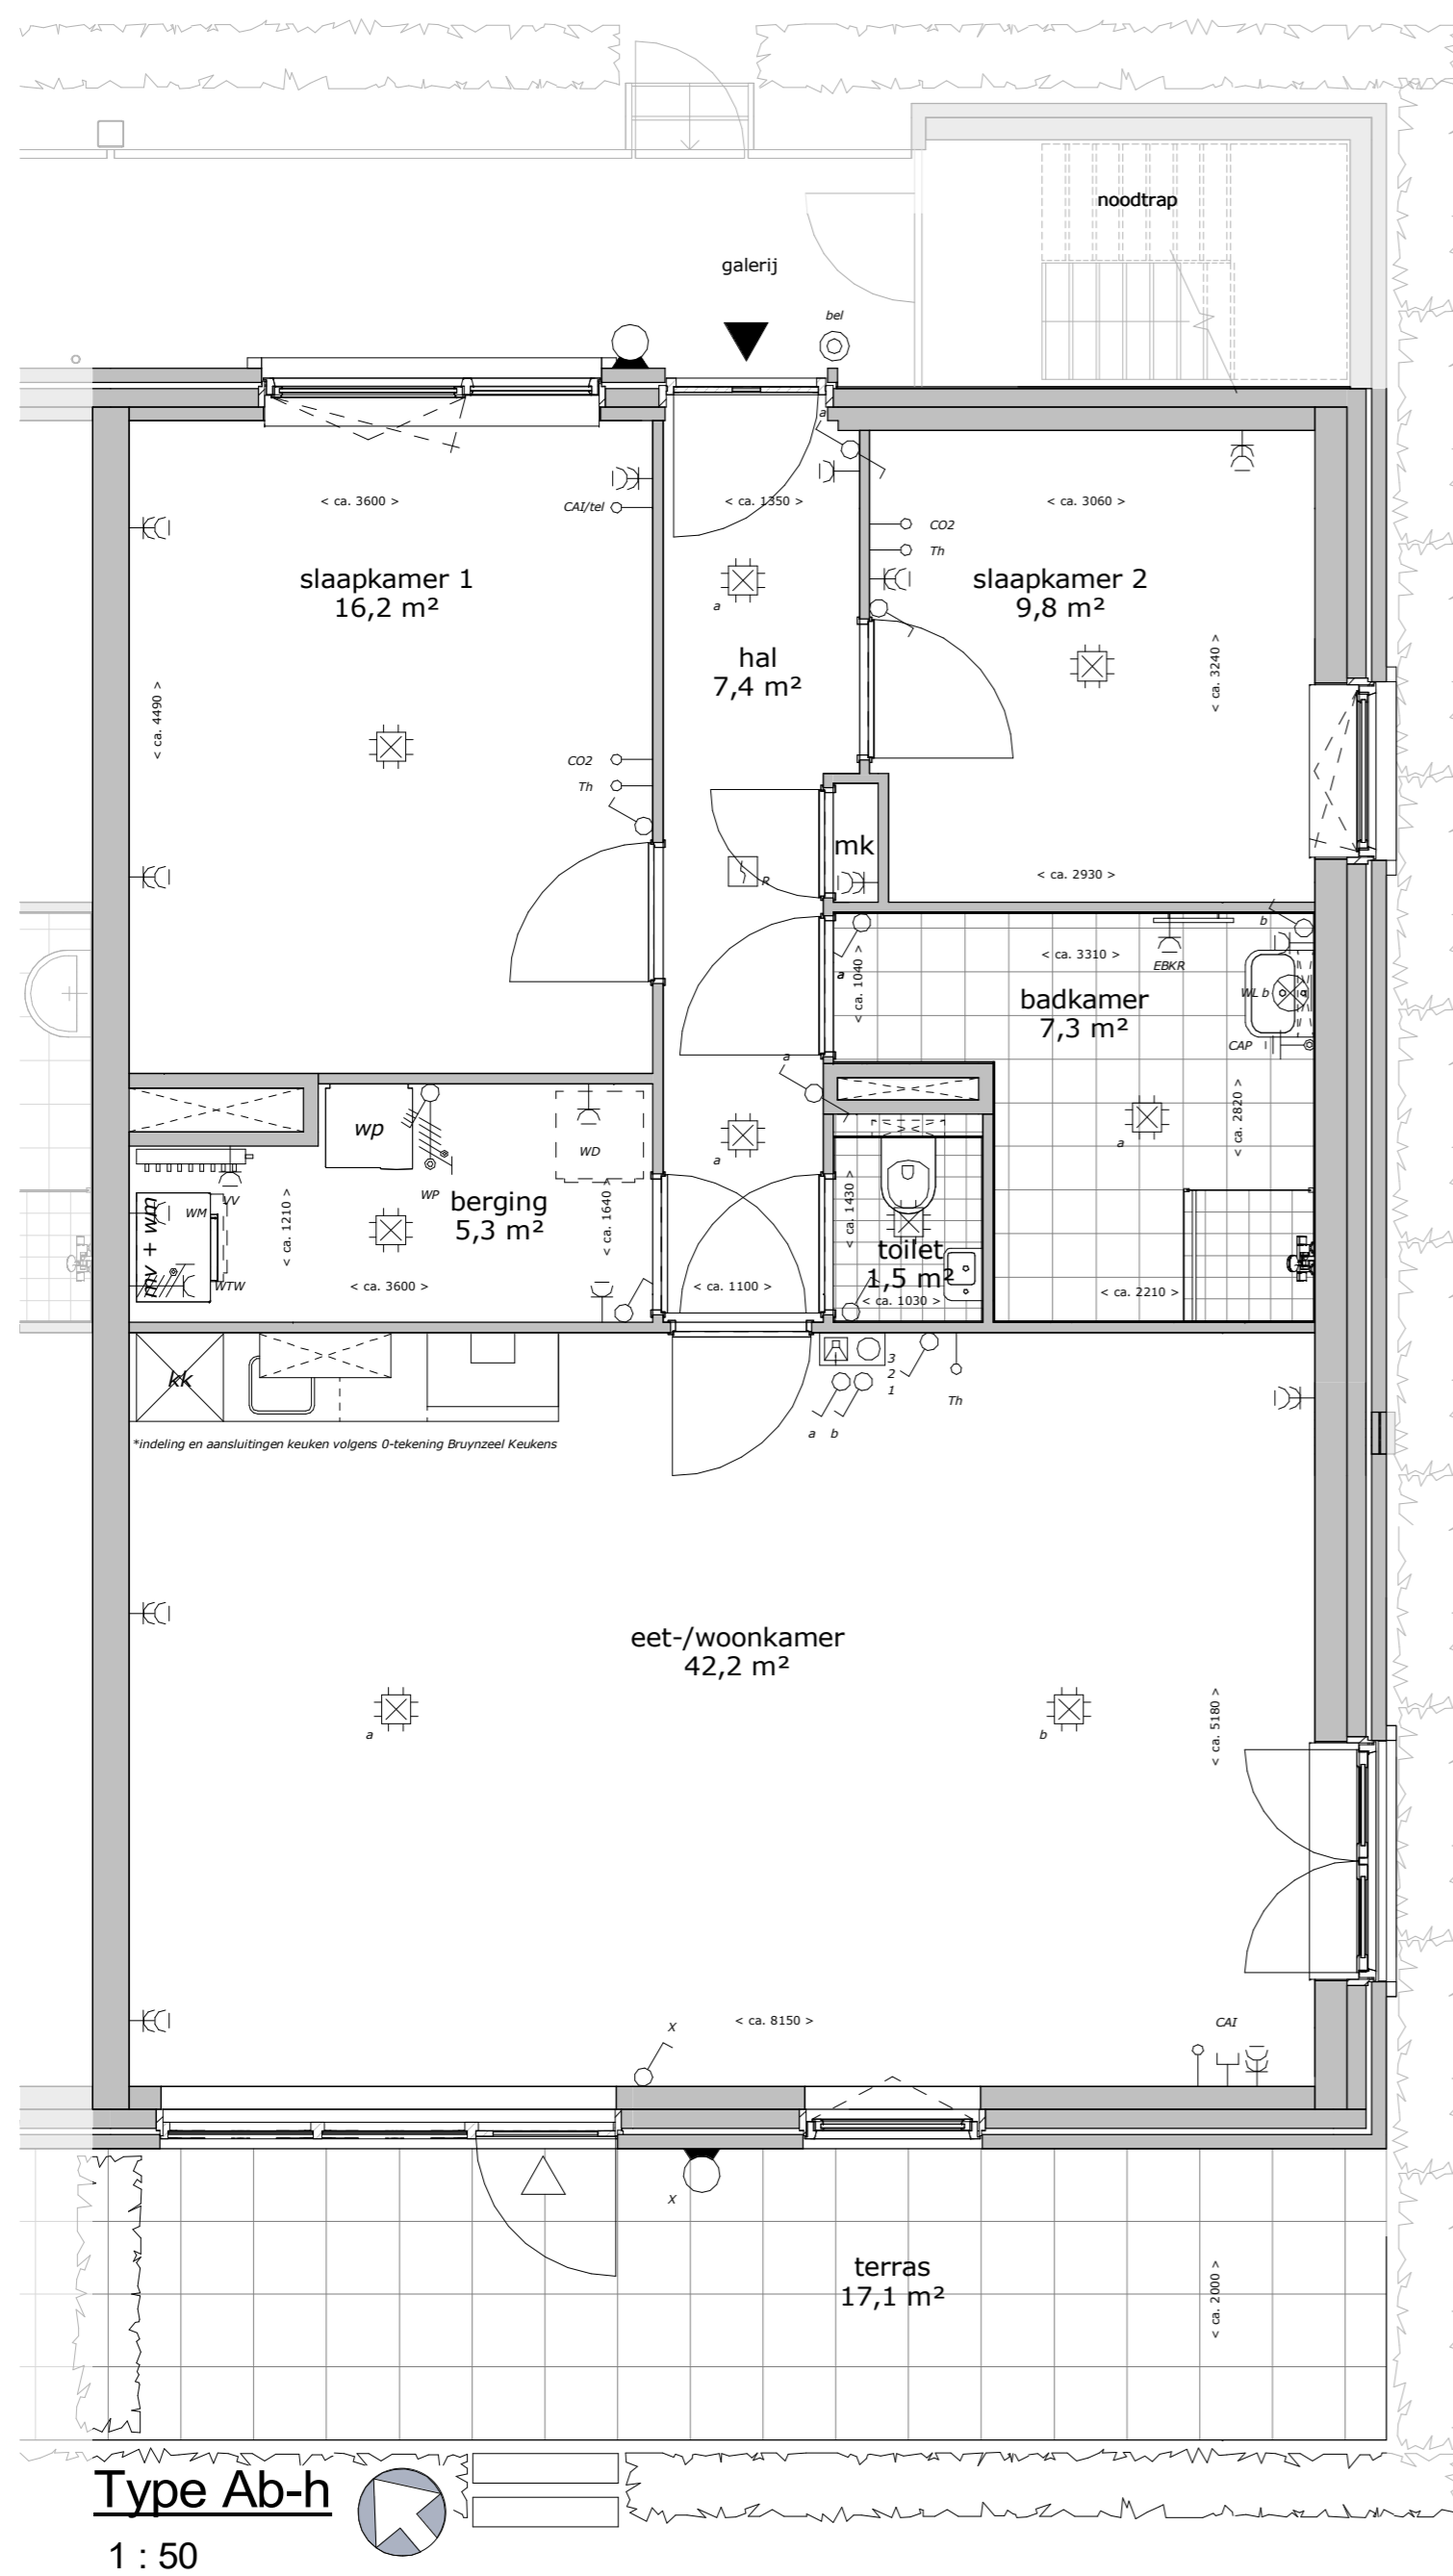 noodtrap
galerij
bel
a
< ca. 3600 >
CAI/tel
< ca. 1350 >
< ca. 3060 >
CO2
Th
slaapkamer 1
16,2 m²
a
slaapkamer 2
9,8 m²
hal
7,4 m²
< ca. 4490 >
< ca. 3240 >
CO2
Th
mk
R
< ca. 2930 >
b
a
< ca. 1040 >
< ca. 3310 >
EBKR
badkamer
7,3 m²
WL b
a
CAP
a
wp
WD
a
a
< ca. 2820 >
WP
berging
5,3 m²
VV
WM
mv + wm
WTW
< ca. 1210 >
< ca. 1640 >
< ca. 3600 >
< ca. 1100 >
< ca. 1430 >
toilet
1,5 m²
< ca. 1030 >
< ca. 2210 >
kk
3
2
1
Th
a b
*indeling en aansluitingen keuken volgens 0-tekening Bruynzeel Keukens
eet-/woonkamer
42,2 m²
a
b
< ca. 5180 >
X
< ca. 8150 >
CAI
X
terras
17,1 m²
< ca. 2000 >
Type Ab-h
1 : 50